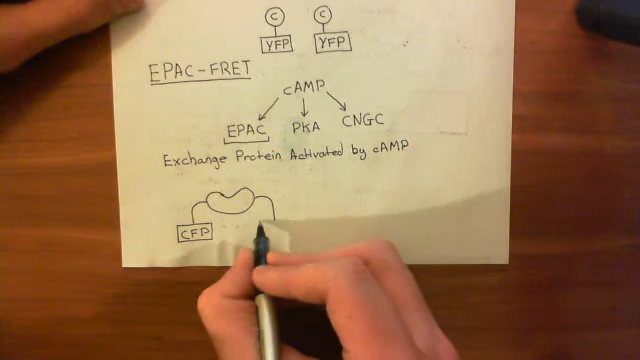 C C
YFP YFP
EPAC-FRET
cAMP
EPAC PKA CNGC
Exchange Protein Activated by cAMP
CFP